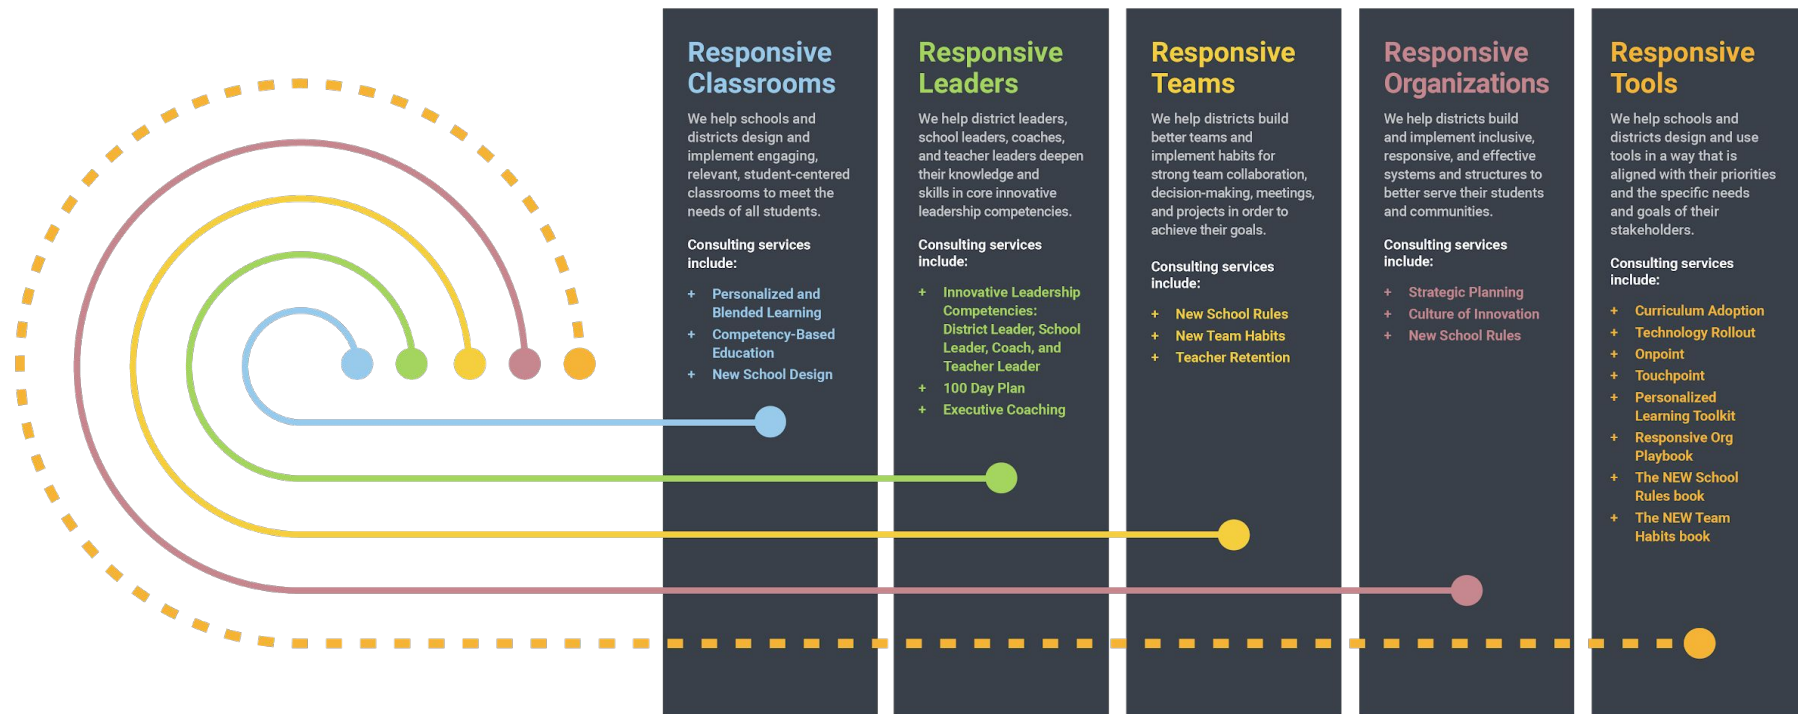 Responsive
Classrooms
We help schools and
districts design and
implement engaging,
relevant, student-centered
classrooms to meet the
needs of all students.
Consulting services
include:
+ Personalized and
Blended Learning
+ Competency-Based
Education
+ New School Design
Responsive
Leaders
We help district leaders,
school leaders, coaches,
and teacher leaders deepen
their knowledge and
skills in core innovative
leadership competencies.
Consulting services
include:
+ Innovative Leadership
Competencies:
District Leader, School
Leader, Coach, and
Teacher Leader
+ 100 Day Plan
+ Executive Coaching
Responsive
Teams
We help districts build
better teams and
implement habits for
strong team collaboration,
decision-making, meetings,
and projects in order to
achieve their goals.
Consulting services
include:
+ New School Rules
+ New Team Habits
+ Teacher Retention
Responsive
Organizations
We help districts build
and implement inclusive,
responsive, and effective
systems and structures to
better serve their students
and communities.
Consulting services
include:
+ Strategic Planning
+ Culture of Innovation
+ New School Rules
Responsive
Tools
We help schools and
districts design and use
tools in a way that is
aligned with their priorities
and the specific needs
and goals of their
stakeholders.
Consulting services
include:
+ Curriculum Adoption
+ Technology Rollout
+ Onpoint
+ Touchpoint
+ Personalized
Learning Toolkit
+ Responsive Org
Playbook
+ The NEW School
Rules book
+ The NEW Team
Habits book